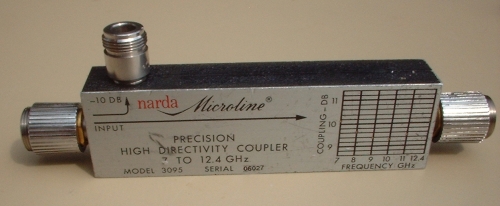 -10 DB
narda Microline®
INPUT
PRECISION
HIGH DIRECTIVITY COUPLER
TO 12.4 GHz
MODEL 3095 SERIAL 06027
COUPLING-DB
11
10
9
7 8 9 10 11 12.4
FREQUENCY GHz